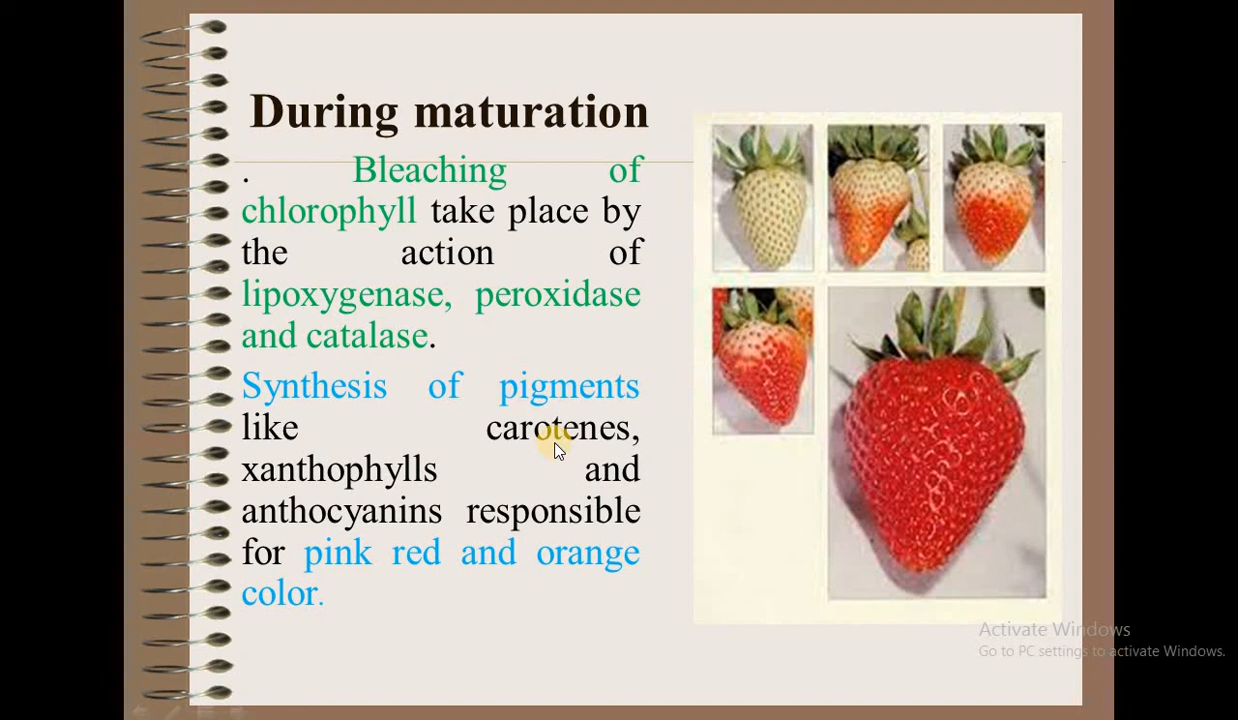 During maturation
. Bleaching of
chlorophyll take place by
the action of
lipoxygenase, peroxidase
and catalase.
Synthesis of pigments
like carotenes,
xanthophylls and
anthocyanins responsible
for pink red and orange
color.
Activate Windows
Go to PC settings to activate Windows.